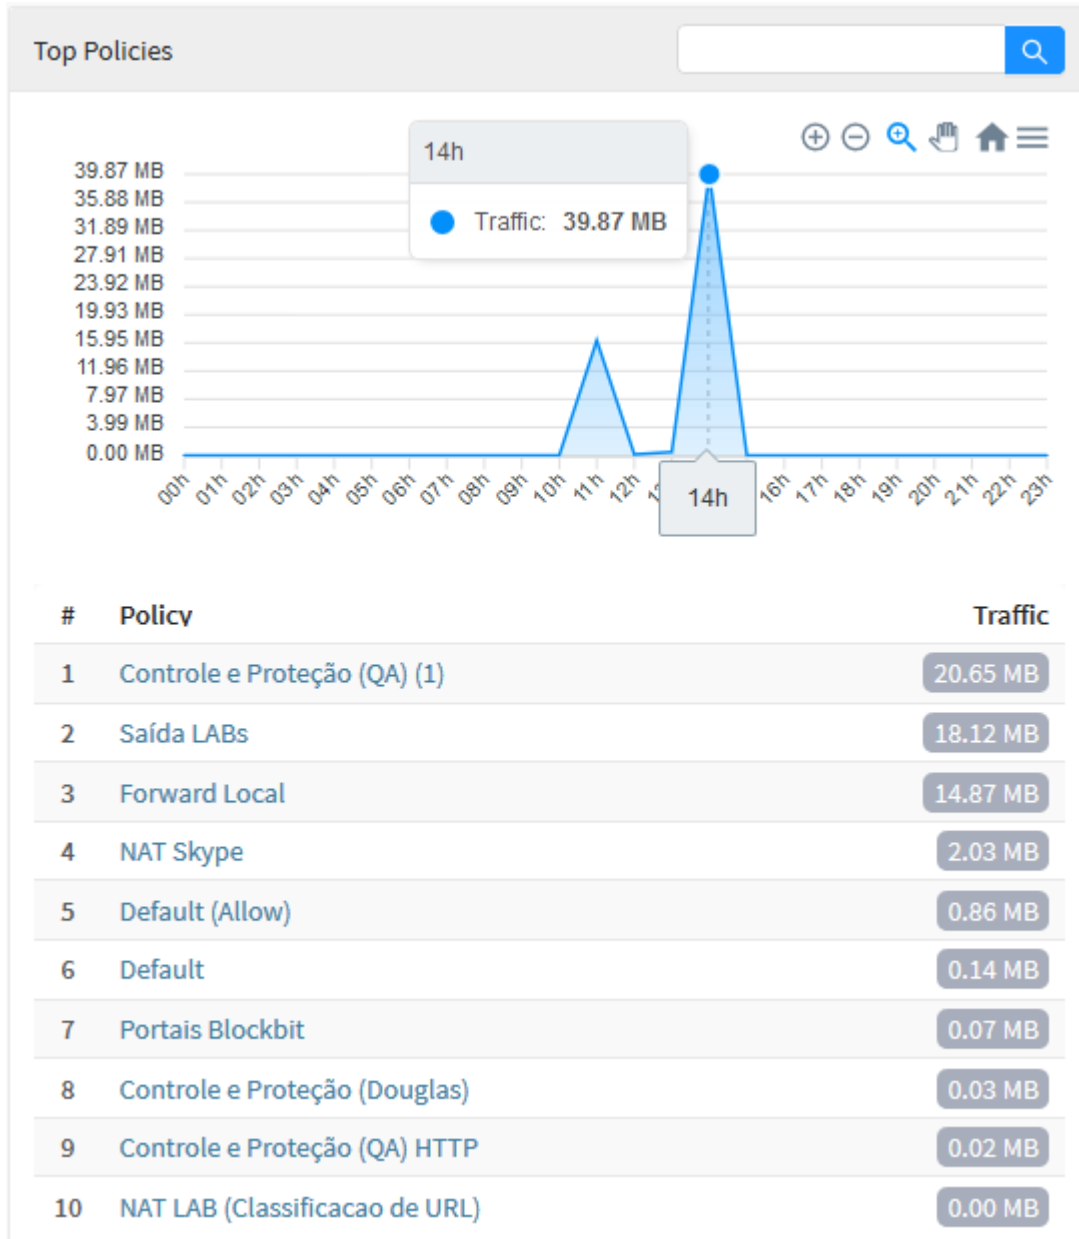 Top Policies
14h
Traffic: 39.87 MB
39.87 MB
35.88 MB
31.89 MB
27.91 MB
23.92 MB
19.93 MB
15.95 MB
11.96 MB
7.97 MB
3.99 MB
0.00 MB
00h 01h 02h 03h 04h 05h 06h 07h 08h 09h 10h 11h 12h 14h 16h 17h 18h 19h 20h 21h 22h 23h
# Policy Traffic
1 Controle e Proteção (QA) (1) 20.65 MB
2 Saída LABs 18.12 MB
3 Forward Local 14.87 MB
4 NAT Skype 2.03 MB
5 Default (Allow) 0.86 MB
6 Default 0.14 MB
7 Portais Blockbit 0.07 MB
8 Controle e Proteção (Douglas) 0.03 MB
9 Controle e Proteção (QA) HTTP 0.02 MB
10 NAT LAB (Classificacao de URL) 0.00 MB